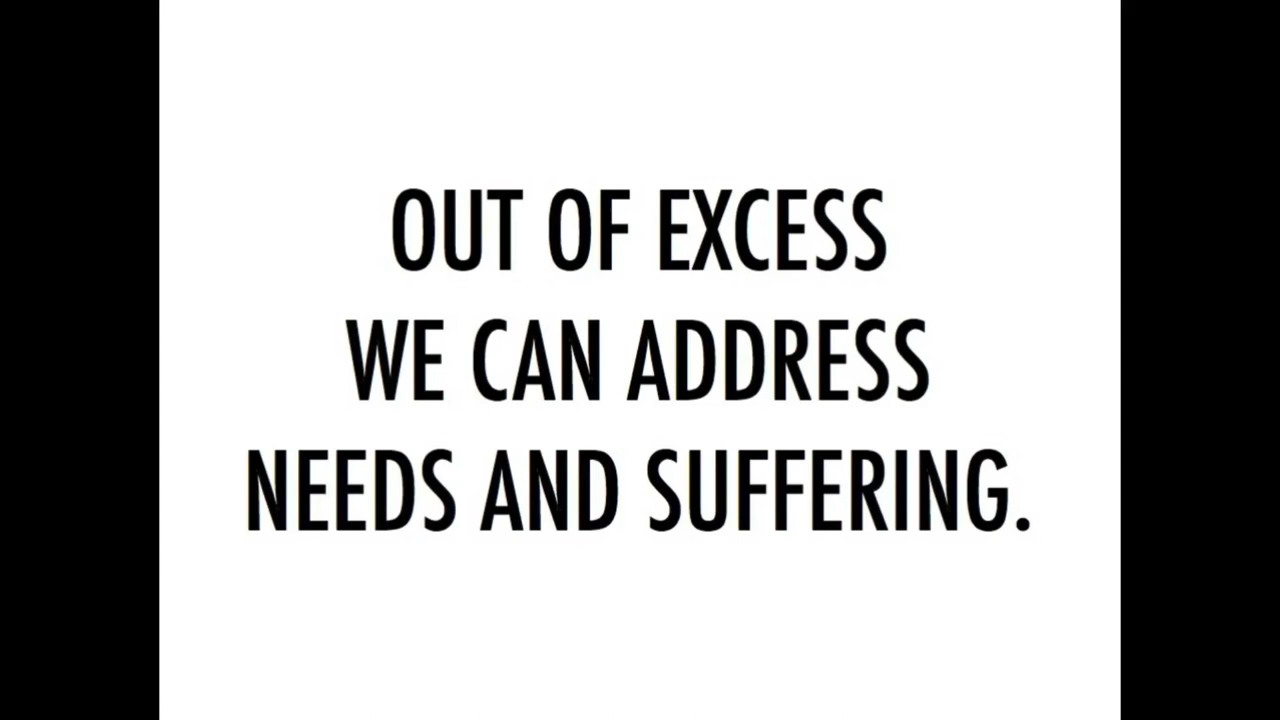 OUT OF EXCESS
WE CAN ADDRESS
NEEDS AND SUFFERING.